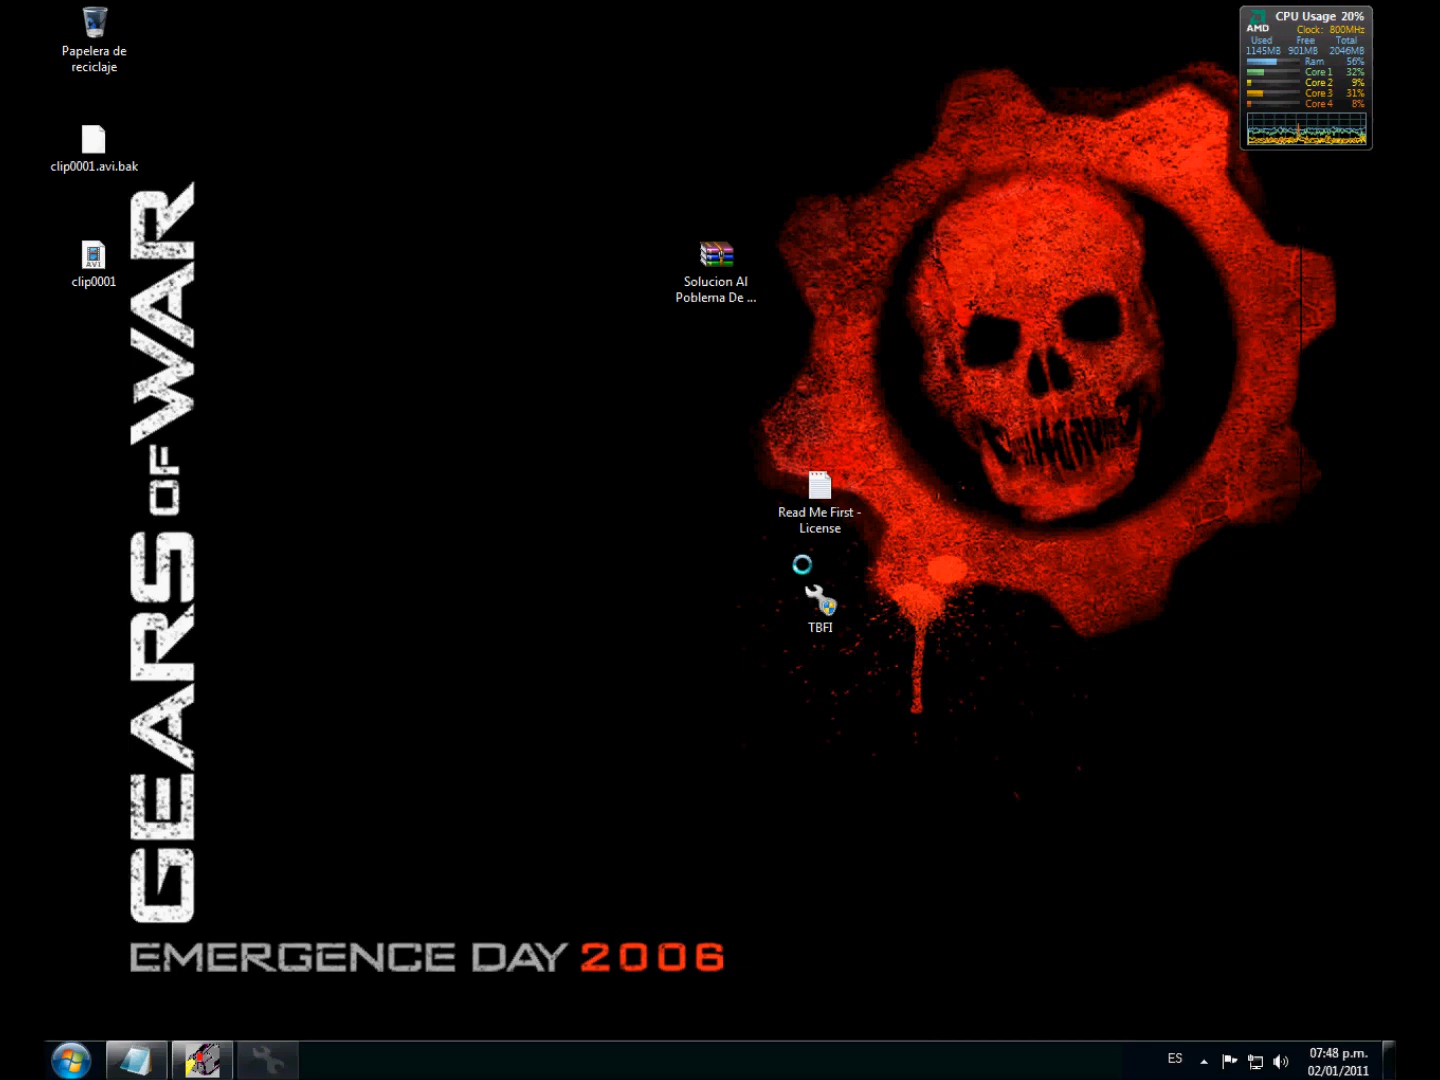 Papelera de
reciclaje
clip0001.avi.bak
clip0001
GEARS OF WAR
EMERGENCE DAY 2006
Solucion Al
Poblema De ...
Read Me First -
License
TBFI
AMD
CPU Usage 20%
Clock: 800MHz
Used Free Total
1145MB 901MB 2046MB
Ram 56%
Core 1 32%
Core 2 9%
Core 3 31%
Core 4 8%
ES
07:48 p.m.
02/01/2011